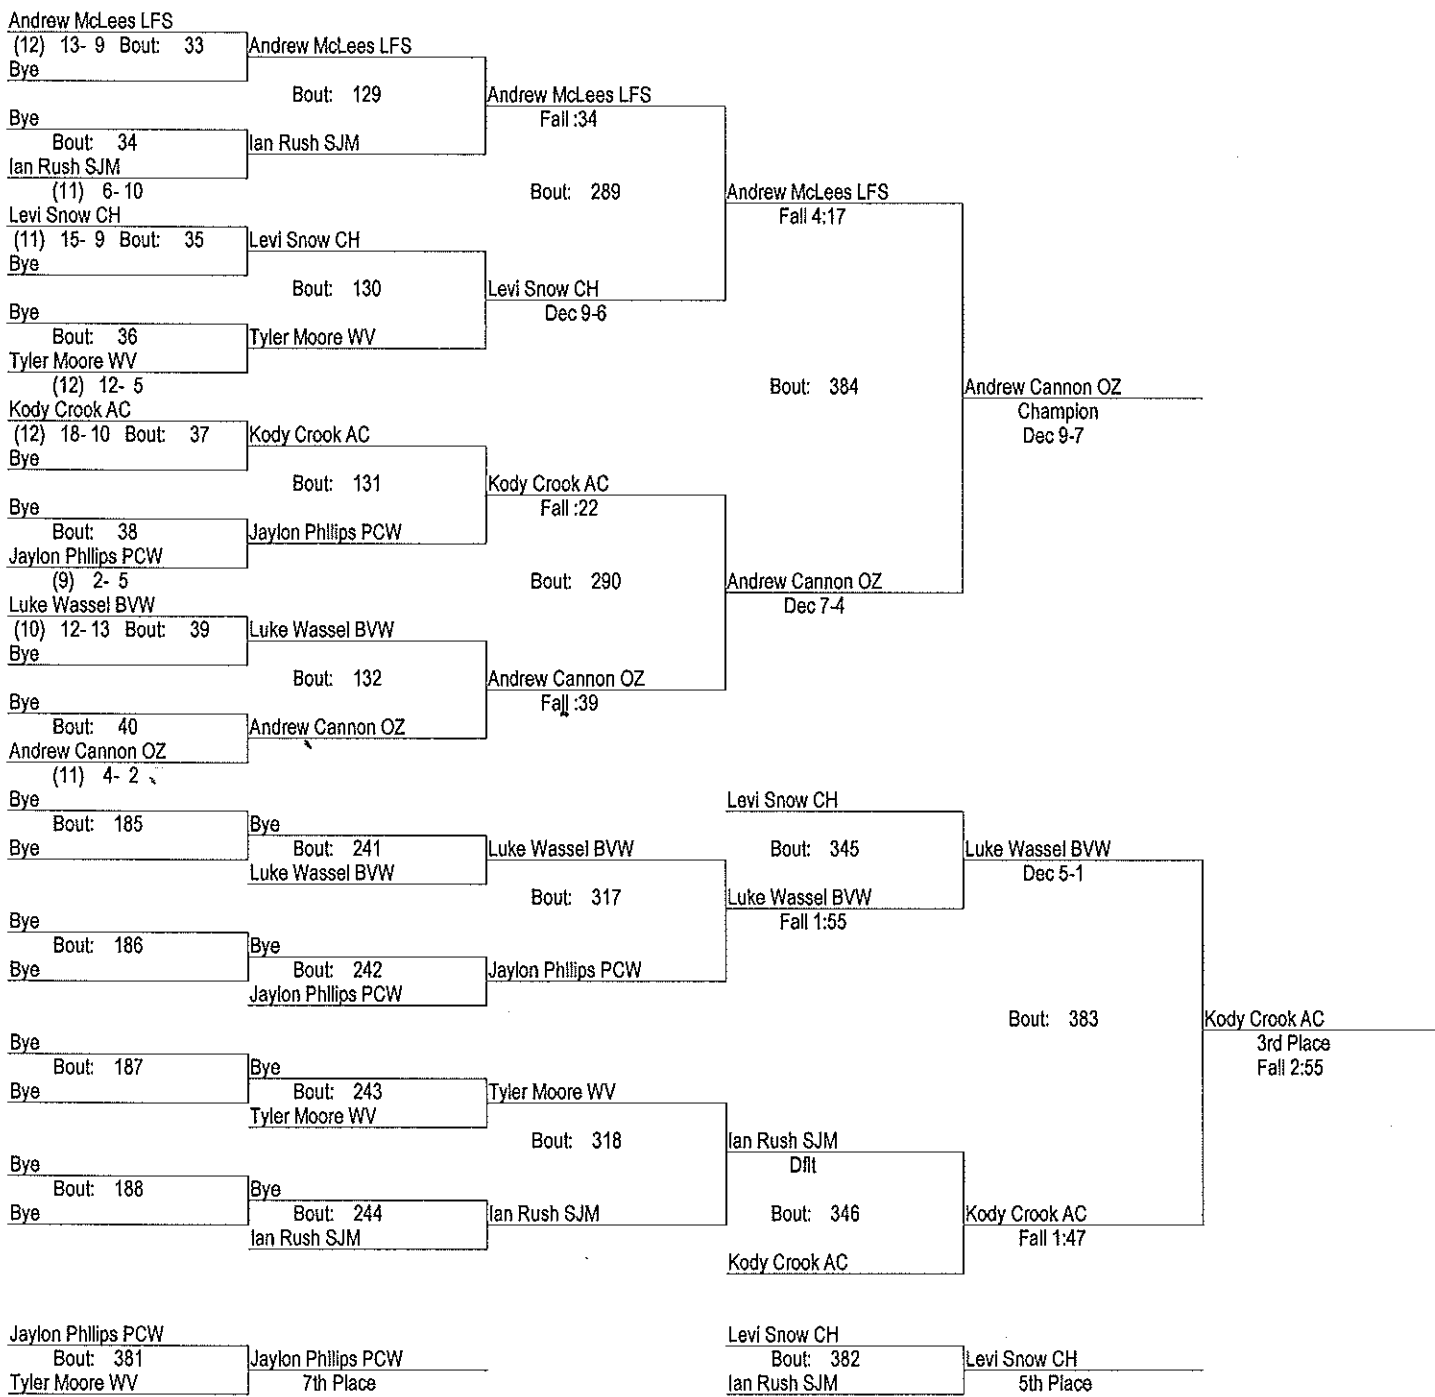 Andrew McLees LFS
(12) 13- 9 Bout: 33
Bye
Andrew McLees LFS
Bout: 129
Bye
Bout: 34
Ian Rush SJM
(11) 6- 10
Ian Rush SJM
Andrew McLees LFS
Fall :34
Bout: 289
Levi Snow CH
(11) 15- 9 Bout: 35
Bye
Levi Snow CH
Bout: 130
Bye
Bout: 36
Tyler Moore WV
(12) 12- 5
Tyler Moore WV
Levi Snow CH
Dec 9-6
Andrew McLees LFS
Fall 4:17
Bout: 384
Kody Crook AC
(12) 18- 10 Bout: 37
Bye
Kody Crook AC
Bout: 131
Bye
Bout: 38
Jaylon Phllips PCW
(9) 2- 5
Jaylon Phllips PCW
Kody Crook AC
Fall :22
Bout: 290
Luke Wassel BVW
(10) 12- 13 Bout: 39
Bye
Luke Wassel BVW
Bout: 132
Bye
Bout: 40
Andrew Cannon OZ
(11) 4- 2
Andrew Cannon OZ
Andrew Cannon OZ
Fall :39
Andrew Cannon OZ
Dec 7-4
Andrew Cannon OZ
Champion
Dec 9-7
Bye
Bout: 185
Bye
Bye
Bout: 241
Luke Wassel BVW
Luke Wassel BVW
Bout: 317
Bye
Bout: 186
Bye
Bye
Bout: 242
Jaylon Phllips PCW
Jaylon Phllips PCW
Levi Snow CH
Bout: 345
Luke Wassel BVW
Fall 1:55
Luke Wassel BVW
Dec 5-1
Bout: 383
Bye
Bout: 187
Bye
Bye
Bout: 243
Tyler Moore WV
Tyler Moore WV
Bout: 318
Bye
Bout: 188
Bye
Bye
Bout: 244
Ian Rush SJM
Ian Rush SJM
Ian Rush SJM
Dflt
Bout: 346
Kody Crook AC
Kody Crook AC
Fall 1:47
Kody Crook AC
3rd Place
Fall 2:55
Jaylon Phllips PCW
Bout: 381
Tyler Moore WV
Jaylon Phllips PCW
7th Place
Levi Snow CH
Bout: 382
Ian Rush SJM
Levi Snow CH
5th Place